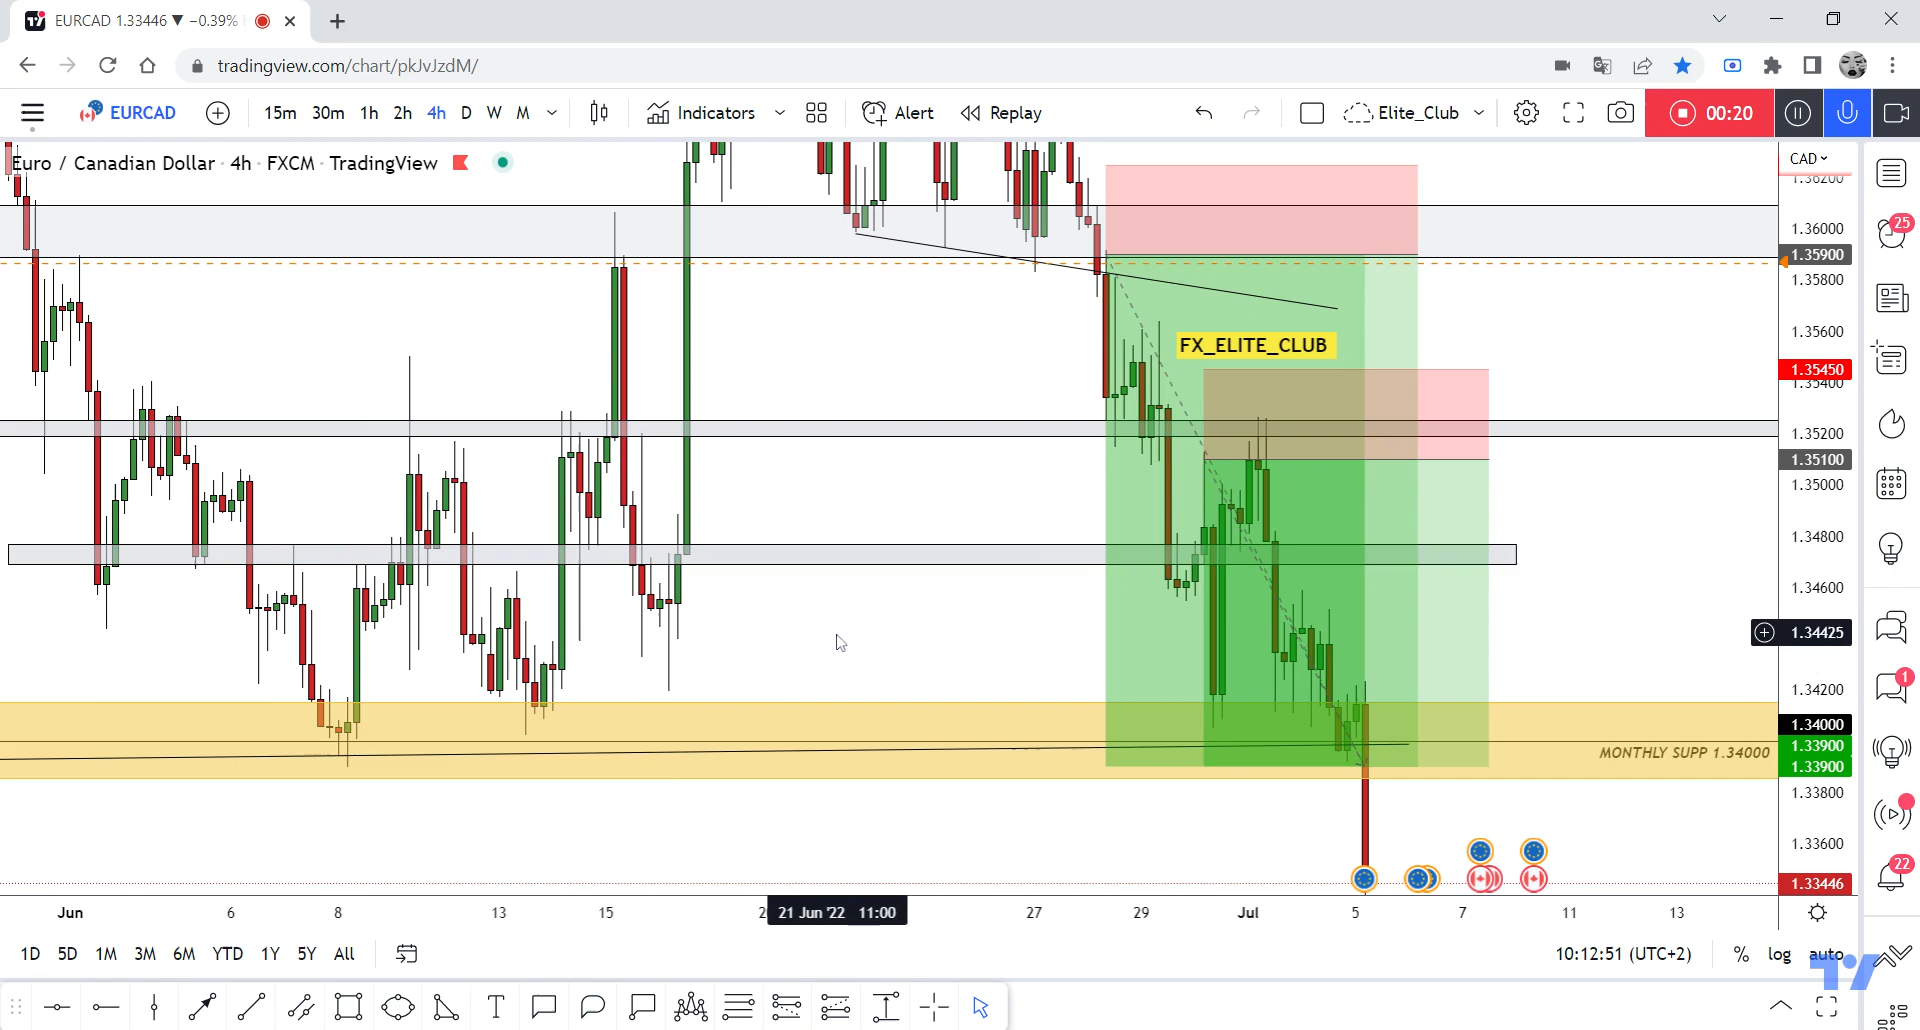 EURCAD 1.33446 ▼ −0.39%
tradingview.com/chart/pkJvJzdM/
EURCAD 15m 30m 1h 2h 4h D W M Indicators Alert Replay Elite_Club 00:20
Euro / Canadian Dollar · 4h · FXCM · TradingView
CAD
1.36200
1.36000
1.35900
1.35800
1.35600
1.35450
1.35400
1.35200
1.35100
1.35000
1.34800
1.34600
1.34425
1.34200
1.34000
1.33900
1.33900
1.33800
1.33600
1.33446
FX_ELITE_CLUB
MONTHLY SUPP 1.34000
25
1
22
Jun 6 8 13 15 21 Jun '22 11:00 27 29 Jul 5 7 11 13
1D 5D 1M 3M 6M YTD 1Y 5Y All
10:12:51 (UTC+2) % log auto
T